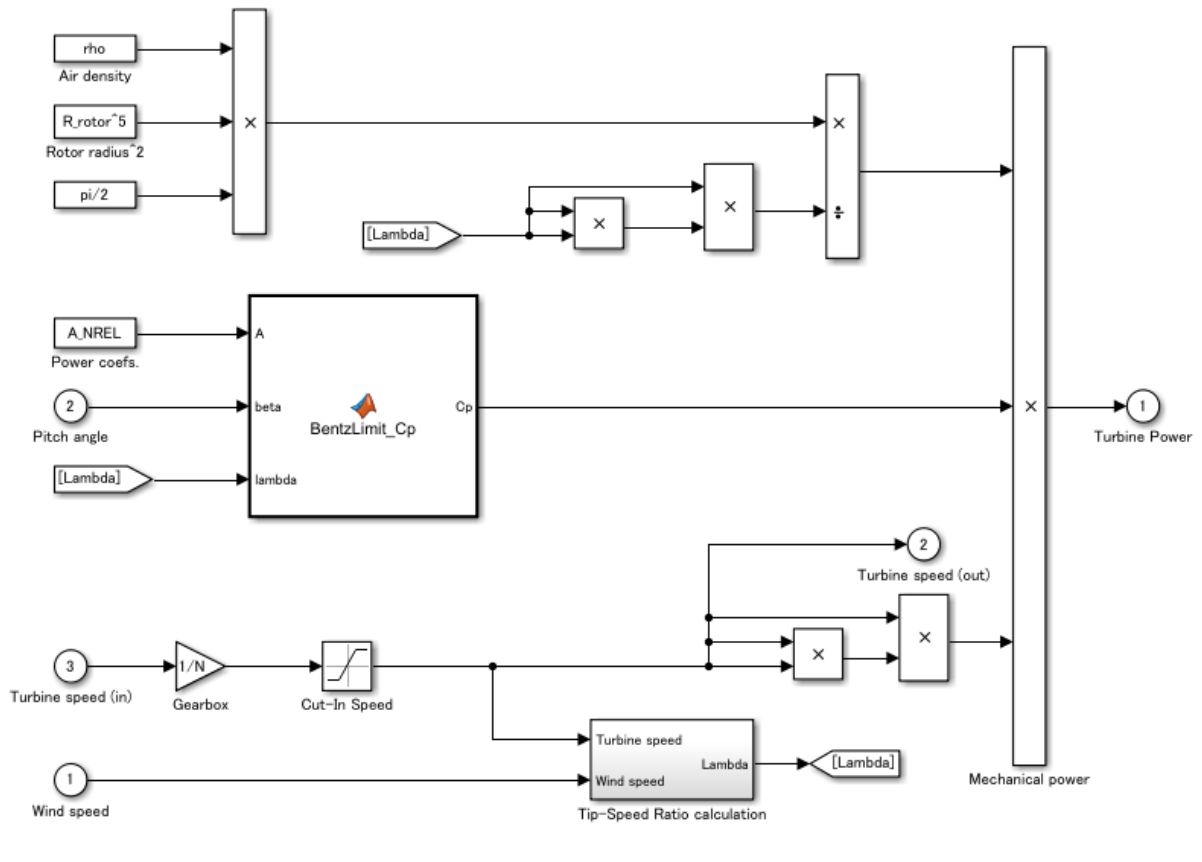 rho
Air density
R_rotor^5
Rotor radius^2
pi/2
×
×
÷
[Lambda]
×
×
A_NREL
Power coefs.
2
Pitch angle
[Lambda]
A
beta
lambda
Cp
BentzLimit_Cp
×
1
Turbine Power
2
Turbine speed (out)
×
×
3
Turbine speed (in)
1/N
Gearbox
Cut-In Speed
1
Wind speed
Turbine speed
Wind speed
Lambda
Tip-Speed Ratio calculation
[Lambda]
Mechanical power